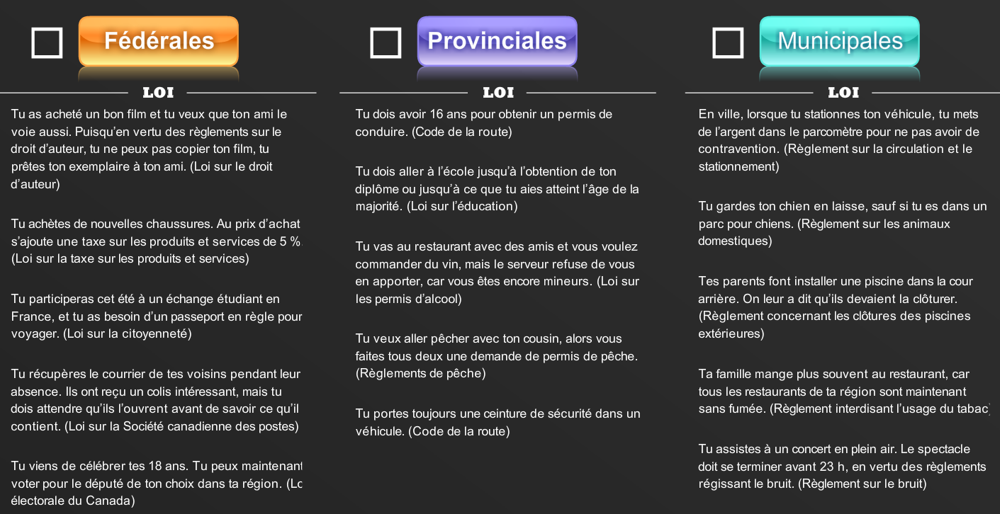 Fédérales
LOI
Tu as acheté un bon film et tu veux que ton ami le
voie aussi. Puisqu’en vertu des règlements sur le
droit d’auteur, tu ne peux pas copier ton film, tu
prêtes ton exemplaire à ton ami. (Loi sur le droit
d’auteur)
Tu achètes de nouvelles chaussures. Au prix d’achat
s’ajoute une taxe sur les produits et services de 5 %.
(Loi sur la taxe sur les produits et services)
Tu participeras cet été à un échange étudiant en
France, et tu as besoin d’un passeport en règle pour
voyager. (Loi sur la citoyenneté)
Tu récupères le courrier de tes voisins pendant leur
absence. Ils ont reçu un colis intéressant, mais tu
dois attendre qu’ils l’ouvrent avant de savoir ce qu’il
contient. (Loi sur la Société canadienne des postes)
Tu viens de célébrer tes 18 ans. Tu peux maintenant
voter pour le député de ton choix dans ta région.
électorale du Canada)
Provinciales
LOI
Tu dois avoir 16 ans pour obtenir un permis de
conduire. (Code de la route)
Tu dois aller à l’école jusqu’à l’obtention de ton
diplôme ou jusqu’à ce que tu aies atteint l’âge de la
majorité. (Loi sur l’éducation)
Tu vas au restaurant avec des amis et vous voulez
commander du vin, mais le serveur refuse de vous
en apporter, car vous êtes encore mineurs. (Loi sur
les permis d’alcool)
Tu veux aller pêcher avec ton cousin, alors vous
faites tous deux une demande de permis de pêche.
(Règlements de pêche)
Tu portes toujours une ceinture de sécurité dans un
véhicule. (Code de la route)
Municipales
LOI
En ville, lorsque tu stationnes ton véhicule, tu mets
de l’argent dans le parcomètre pour ne pas avoir de
contravention. (Règlement sur la circulation et le
stationnement)
Tu gardes ton chien en laisse, sauf si tu es dans un
parc pour chiens. (Règlement sur les animaux
domestiques)
Tes parents font installer une piscine dans la cour
arrière. On leur a dit qu’ils devaient la clôturer.
(Règlement concernant les clôtures des piscines
extérieures)
Ta famille mange plus souvent au restaurant, car
tous les restaurants de ta région sont maintenant
sans fumée. (Règlement interdisant l’usage du tabac)
Tu assistes à un concert en plein air. Le spectacle
doit se terminer avant 23 h, en vertu des règlements
régissant le bruit. (Règlement sur le bruit)